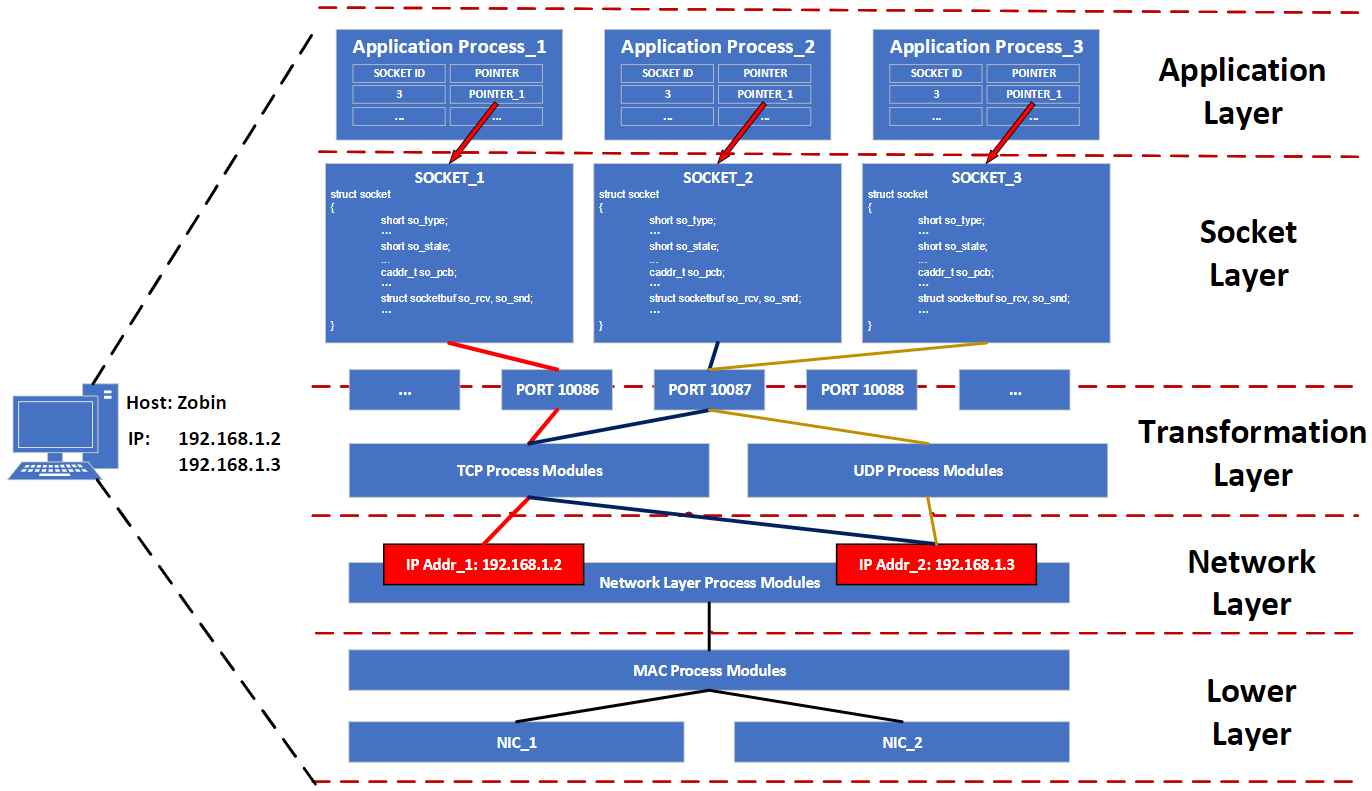 Application Process_1
SOCKET ID POINTER
3 POINTER_1
... ...
Application Process_2
SOCKET ID POINTER
3 POINTER_1
... ...
Application Process_3
SOCKET ID POINTER
3 POINTER_1
... ...
Application
Layer
SOCKET_1
struct socket
{
short so_type;
...
short so_state;
...
caddr_t so_pcb;
...
struct socketbuf so_rcv, so_snd;
...
}
SOCKET_2
struct socket
{
short so_type;
...
short so_state;
...
caddr_t so_pcb;
...
struct socketbuf so_rcv, so_snd;
...
}
SOCKET_3
struct socket
{
short so_type;
...
short so_state;
...
caddr_t so_pcb;
...
struct socketbuf so_rcv, so_snd;
...
}
Socket
Layer
... PORT 10086 PORT 10087 PORT 10088 ...
Host: Zobin
IP: 192.168.1.2
192.168.1.3
TCP Process Modules
UDP Process Modules
Transformation
Layer
IP Addr_1: 192.168.1.2
IP Addr_2: 192.168.1.3
Network Layer Process Modules
Network
Layer
MAC Process Modules
NIC_1
NIC_2
Lower
Layer